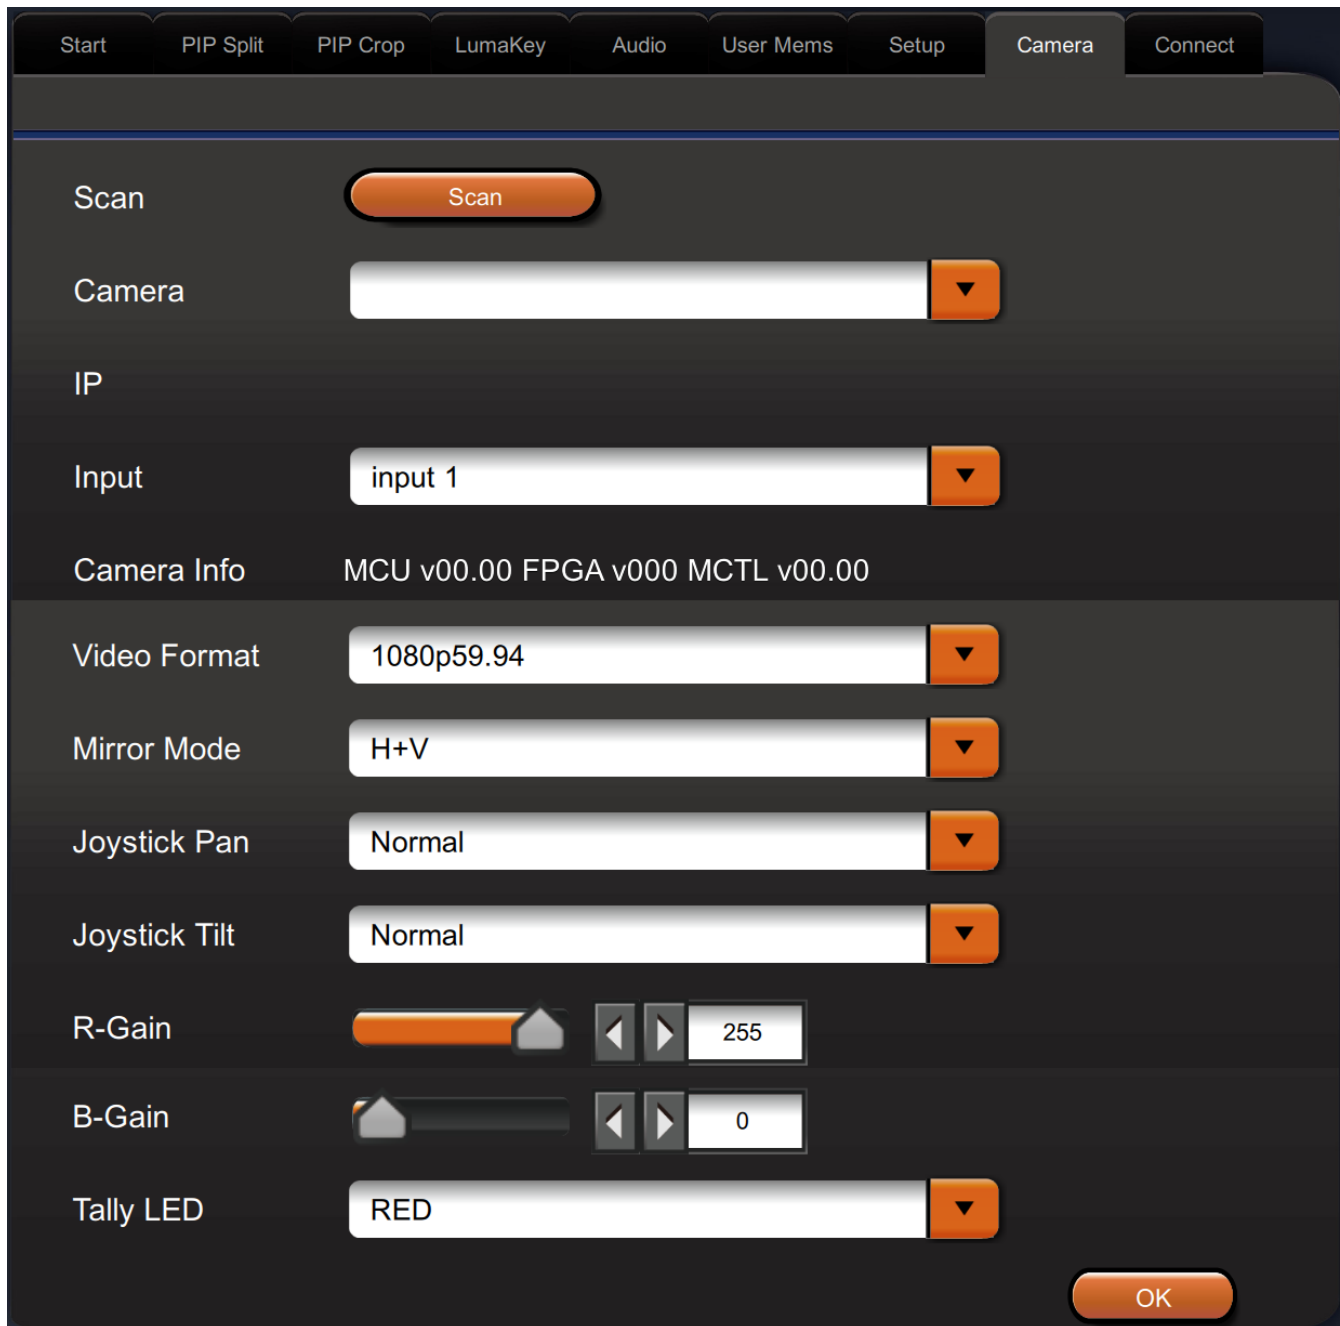 Start PIP Split PIP Crop LumaKey Audio User Mems Setup Camera Connect
Scan Scan
Camera
IP
Input input 1
Camera Info MCU v00.00 FPGA v000 MCTL v00.00
Video Format 1080p59.94
Mirror Mode H+V
Joystick Pan Normal
Joystick Tilt Normal
R-Gain 255
B-Gain 0
Tally LED RED
OK